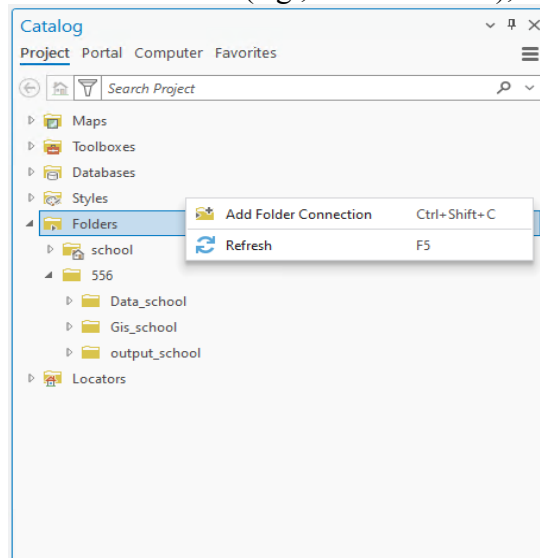 Catalog
Project Portal Computer Favorites
Search Project
Maps
Toolboxes
Databases
Styles
Folders
Add Folder Connection Ctrl+Shift+C
Refresh F5
school
556
Data_school
Gis_school
output_school
Locators